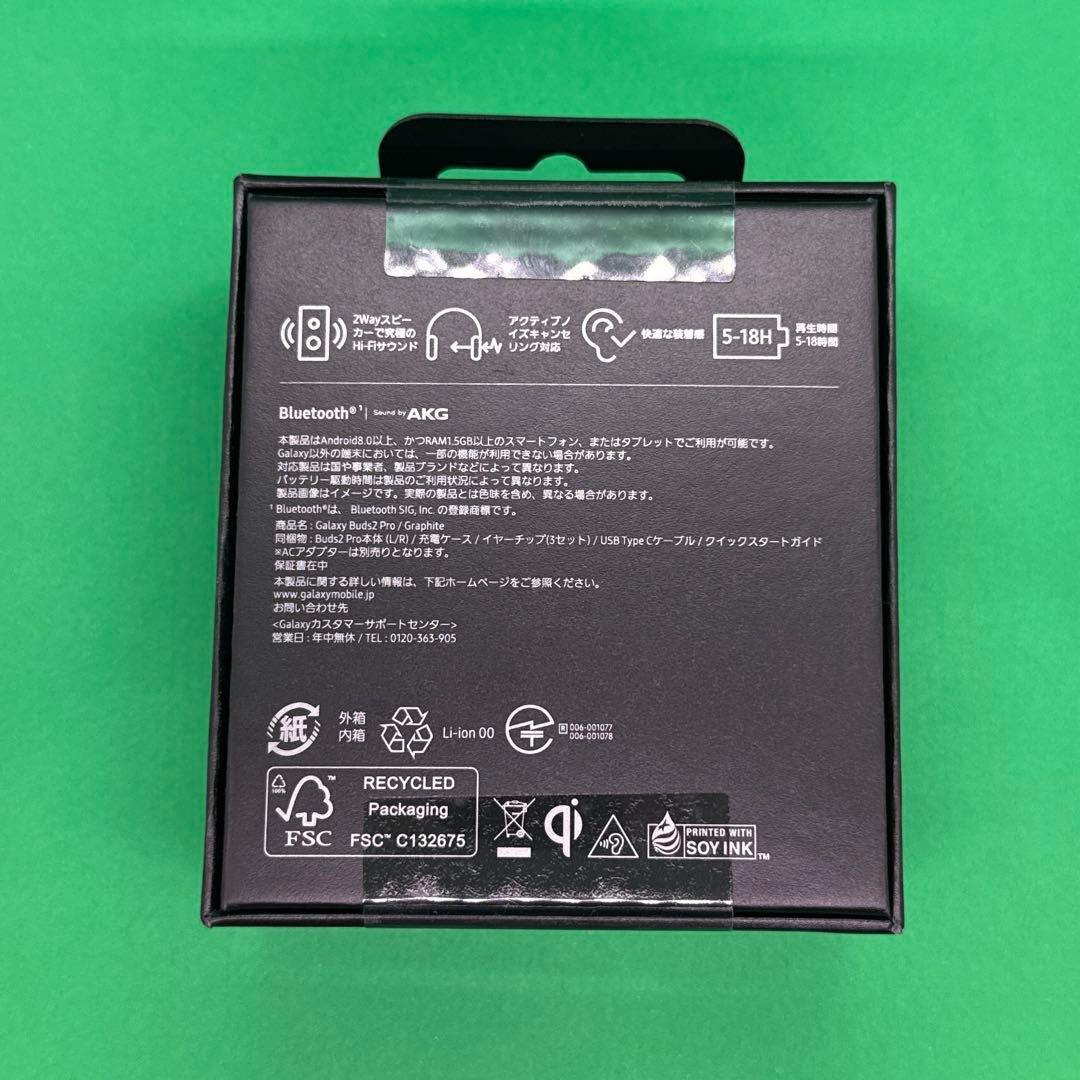 2Wayスピー
カーで究極の
Hi-Fiサウンド
アクティブノ
イズキャンセ
リング対応
快適な装着感
5-18H
再生時間
5-18時間
Bluetooth®¹ | Sound by AKG
本製品はAndroid8.0以上、かつRAM1.5GB以上のスマートフォン、またはタブレットでご利用が可能です。
Galaxy以外の端末においては、一部の機能が利用できない場合があります。
対応製品は国や事業者、製品ブランドなどによって異なります。
バッテリー駆動時間は製品のご利用状況によって異なります。
製品画像はイメージです。実際の製品とは色味を含め、異なる場合があります。
¹ Bluetooth®は、Bluetooth SIG, Inc. の登録商標です。
商品名 : Galaxy Buds2 Pro / Graphite
同梱物 : Buds2 Pro本体 (L/R) / 充電ケース / イヤーチップ(3セット) / USB Type Cケーブル / クイックスタートガイド
※ACアダプターは別売りとなります。
保証書在中
本製品に関する詳しい情報は、下記ホームページをご参照ください。
www.galaxymobile.jp
お問い合わせ先
<Galaxyカスタマーサポートセンター>
営業日 : 年中無休 / TEL : 0120-363-905
紙
外箱
内箱
Li-ion 00
R 006-001077
006-001078
100%
FSC
RECYCLED
Packaging
FSC™ C132675
qi
PRINTED WITH
SOY INK™